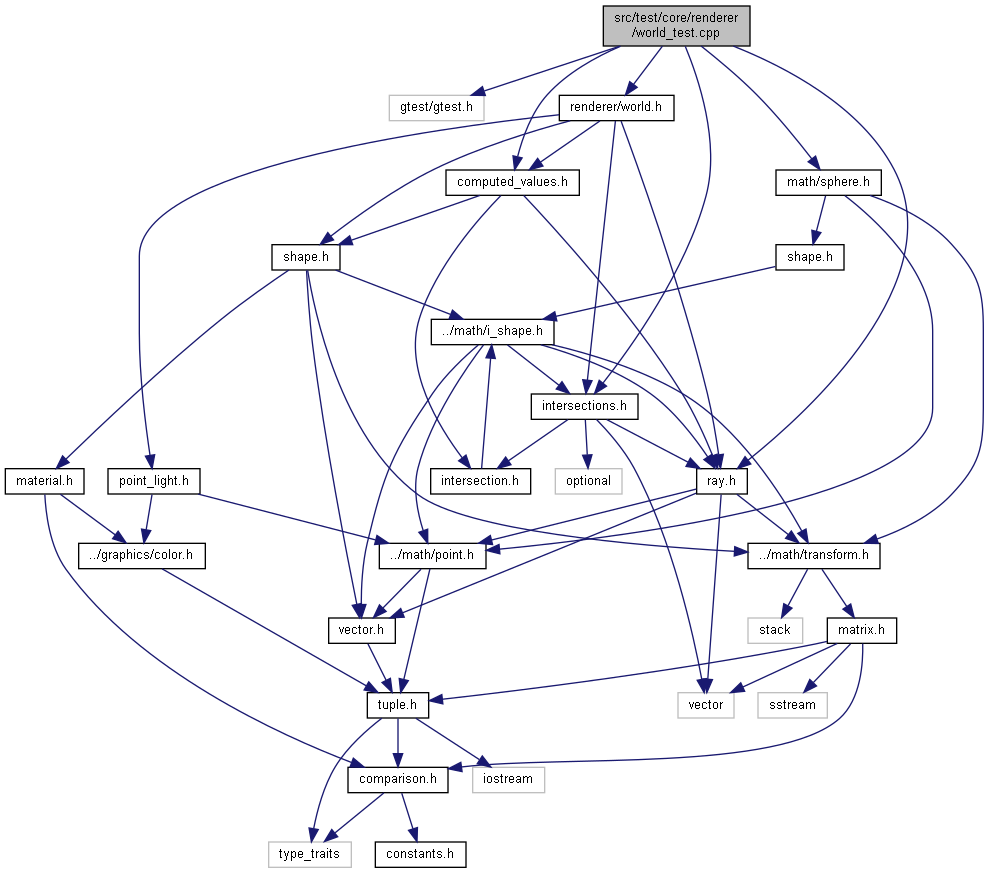 src/test/core/renderer
/world_test.cpp
gtest/gtest.h
renderer/world.h
computed_values.h
math/sphere.h
shape.h
shape.h
../math/i_shape.h
intersections.h
material.h
point_light.h
intersection.h
optional
ray.h
../graphics/color.h
../math/point.h
../math/transform.h
vector.h
stack
matrix.h
tuple.h
vector
sstream
comparison.h
iostream
type_traits
constants.h